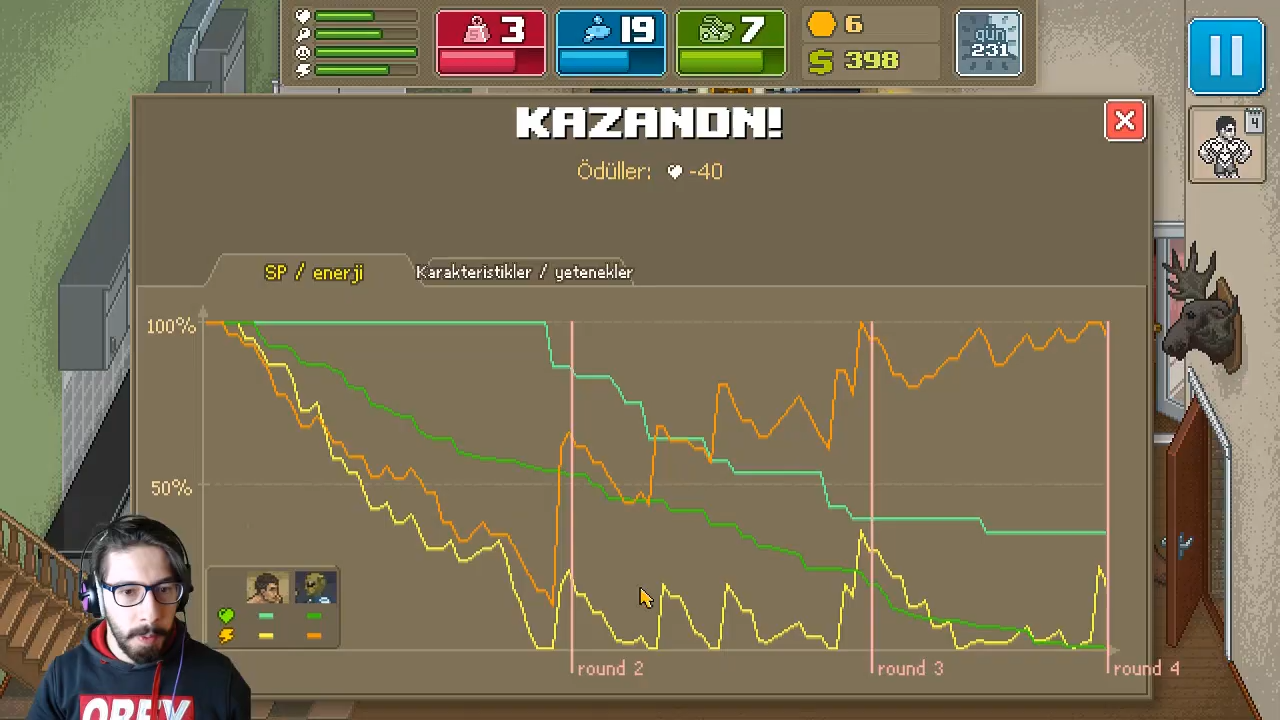 3
19
7
6
398
gün
231
4
KAZANDN!
Ödüller: -40
SP / enerji
Karakteristikler / yetenekler
100%
50%
round 2
round 3
round 4
OBEY